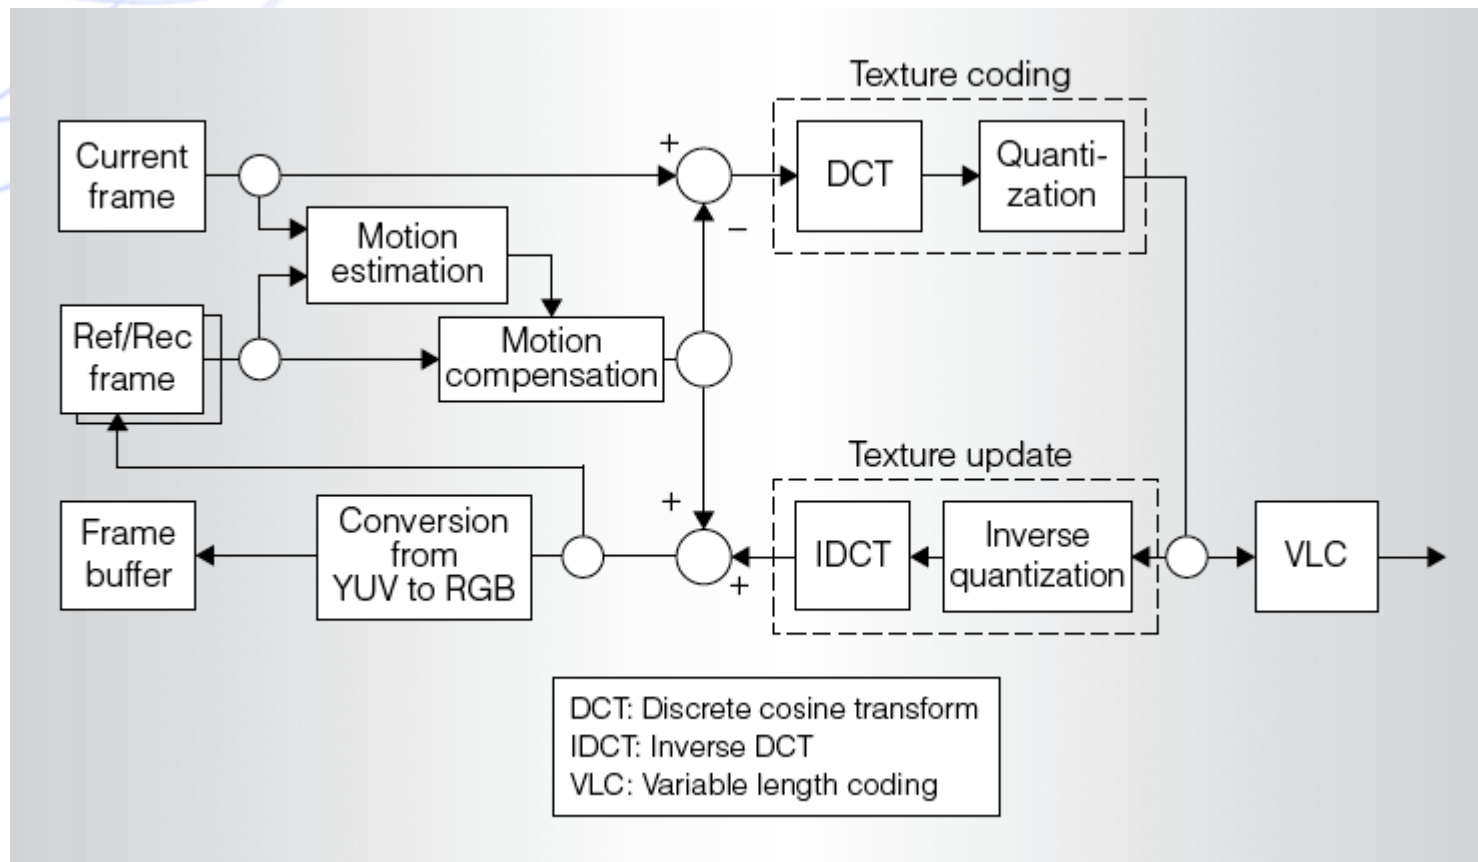 Texture coding
Current
frame
+
DCT
Quanti-
zation
−
Motion
estimation
Ref/Rec
frame
Motion
compensation
Texture update
Frame
buffer
Conversion
from
YUV to RGB
+
+
IDCT
Inverse
quantization
VLC
DCT: Discrete cosine transform
IDCT: Inverse DCT
VLC: Variable length coding